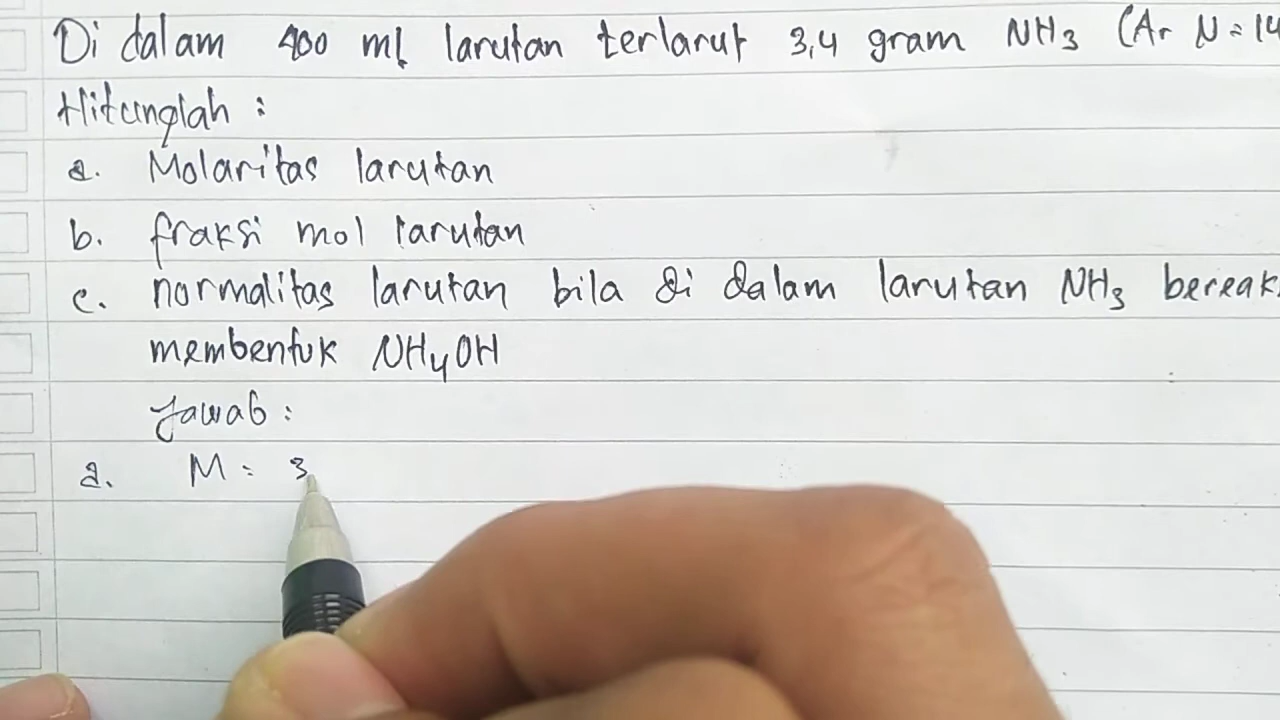 Di dalam 400 ml larutan terlarut 3,4 gram NH3 (Ar N=14
Hitunglah :
a. Molaritas larutan
b. fraksi mol larutan
c. normalitas larutan bila di dalam larutan NH3 bereak
membentuk NH4OH
Jawab :
a. M = 3